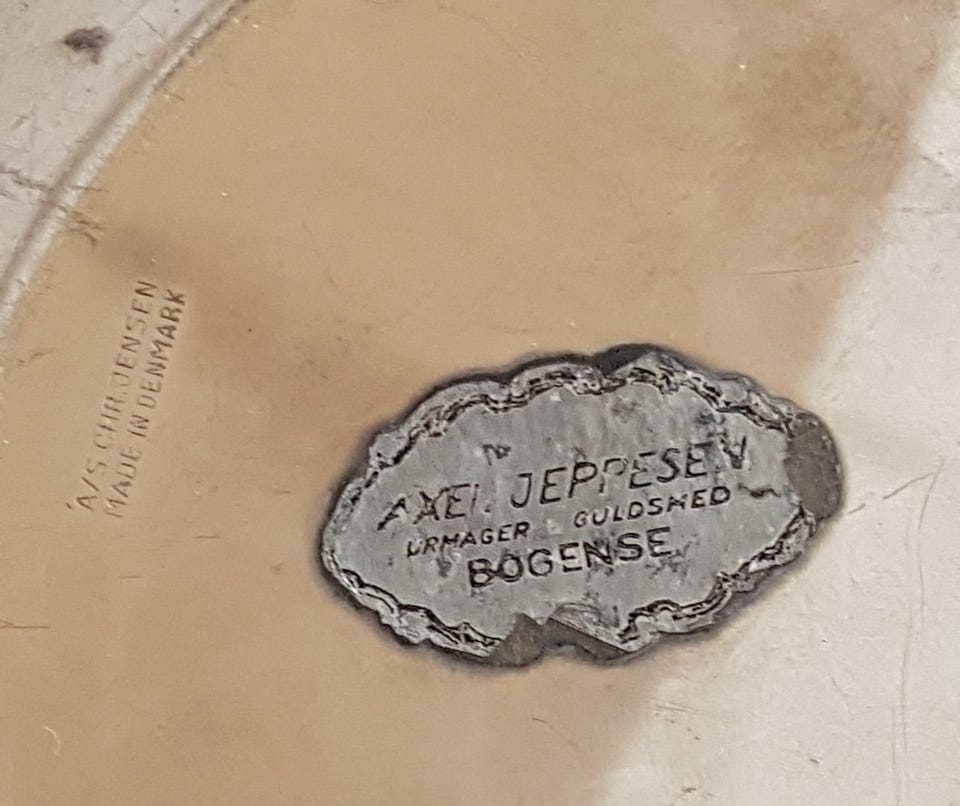 A/S CHR. JENSEN
MADE IN DENMARK
AXEL JEPPESEN
URMAGER GULDSMED
BOGENSE